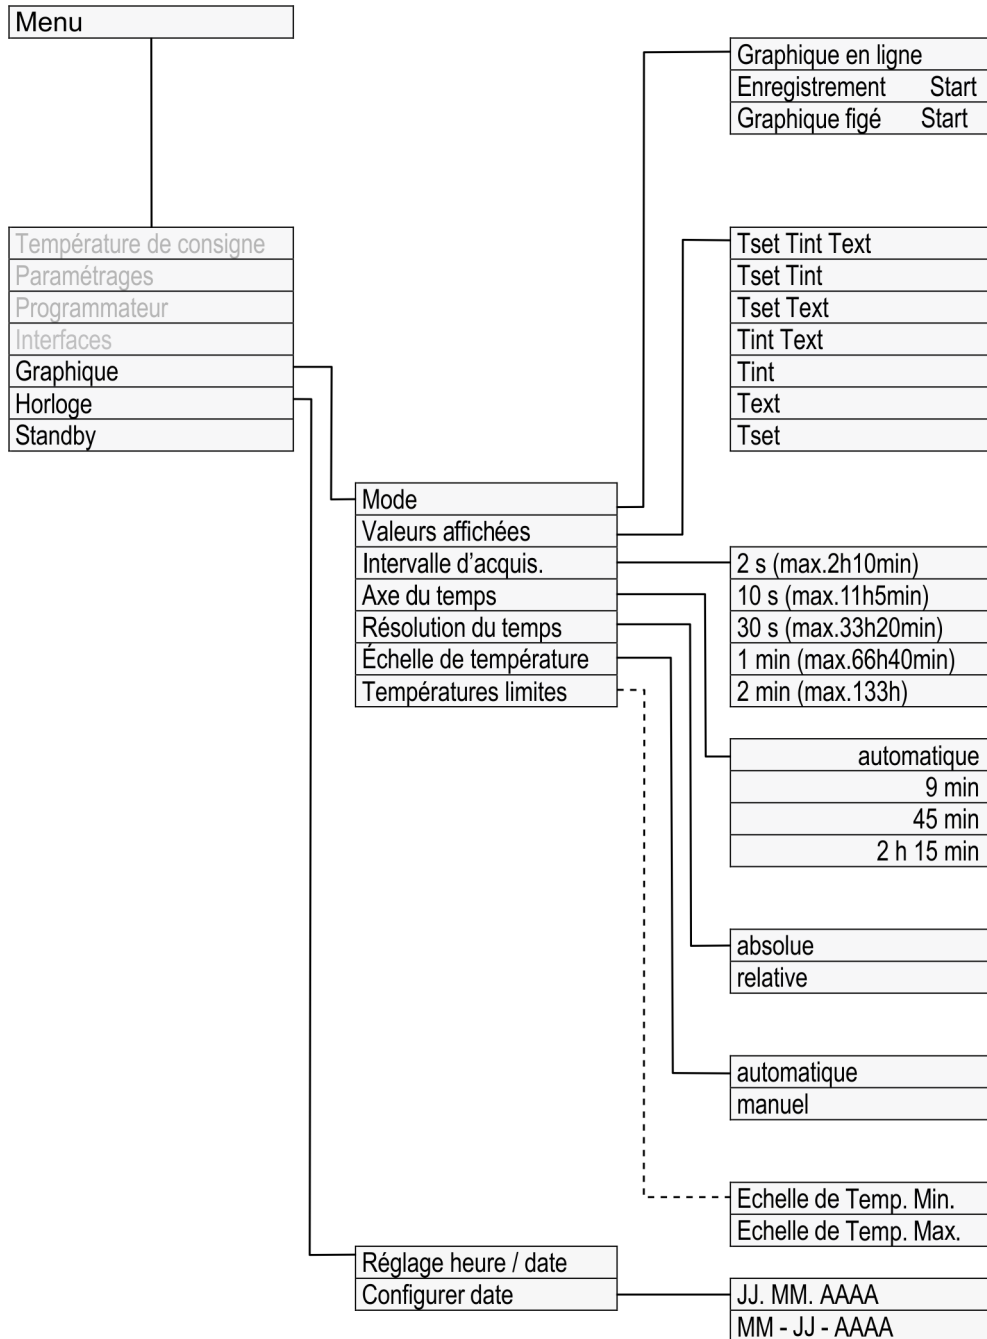 Menu
Température de consigne
Paramétrages
Programmateur
Interfaces
Graphique
Horloge
Standby
Mode
Valeurs affichées
Intervalle d’acquis.
Axe du temps
Résolution du temps
Échelle de température
Températures limites
Réglage heure / date
Configurer date
Graphique en ligne
Enregistrement Start
Graphique figé Start
Tset Tint Text
Tset Tint
Tset Text
Tint Text
Tint
Text
Tset
2 s (max.2h10min)
10 s (max.11h5min)
30 s (max.33h20min)
1 min (max.66h40min)
2 min (max.133h)
automatique
9 min
45 min
2 h 15 min
absolue
relative
automatique
manuel
Echelle de Temp. Min.
Echelle de Temp. Max.
JJ. MM. AAAA
MM - JJ - AAAA